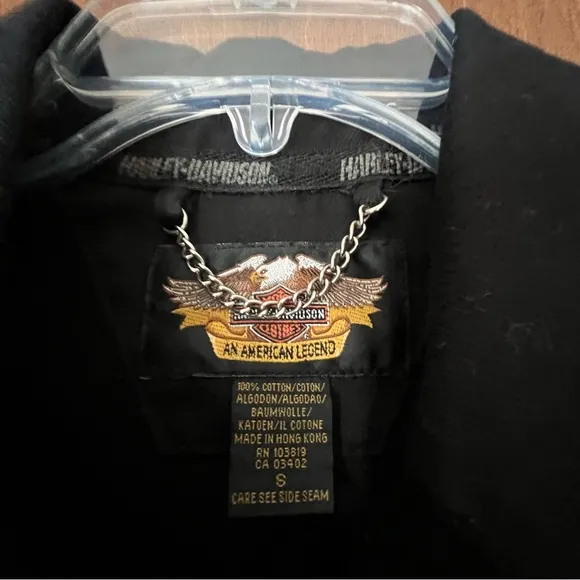 HARLEY-DAVIDSON
HARLEY-D
HARLEY-DAVIDSON
CLOTHES
AN AMERICAN LEGEND
100% COTTON/COTON/
ALGODON/ALGODAO/
BAUMWOLLE/
KATOEN/IL COTONE
MADE IN HONG KONG
RN 103819
CA 03402
S
CARE SEE SIDE SEAM